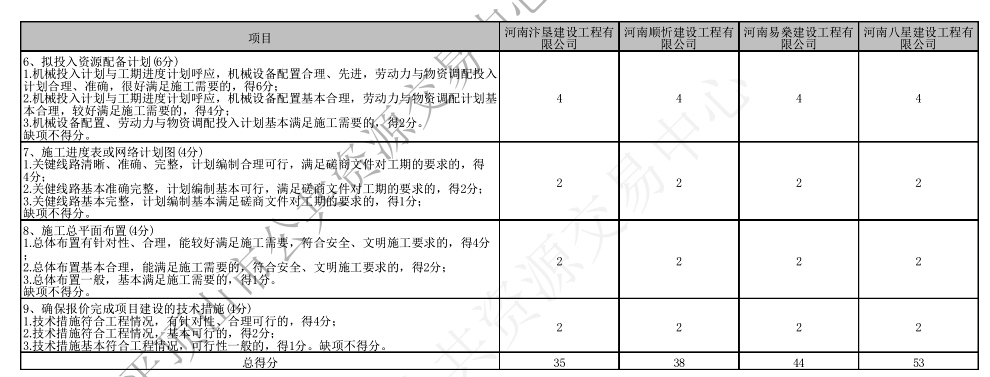 项目 河南汴垦建设工程有 河南顺忻建设工程有 河南易燊建设工程有 河南八星建设工程有
限公司 限公司 限公司 限公司
6、拟投入资源配备计划(6分)
1.机械投入计划与工期进度计划呼应，机械设备配置合理、先进，劳动力与物资调配投入
计划合理、准确，很好满足施工需要的，得6分；
2.机械投入计划与工期进度计划呼应，机械设备配置基本合理，劳动力与物资调配计划基
本合理，较好满足施工需要的，得4分；
3.机械设备配置、劳动力与物资调配投入计划基本满足施工需要的，得2分。
缺项不得分。
4 4 4 4
7、施工进度表或网络计划图(4分)
1.关键线路清晰、准确、完整，计划编制合理可行，满足磋商文件对工期的要求的，得
4分；
2.关健线路基本准确完整，计划编制基本可行，满足磋商文件对工期的要求的，得2分；
3.关健线路基本完整，计划编制基本满足磋商文件对工期的要求的，得1分；
缺项不得分。
2 2 2 2
8、施工总平面布置(4分)
1.总体布置有针对性、合理，能较好满足施工需要，符合安全、文明施工要求的，得4分
；
2.总体布置基本合理，能满足施工需要的，符合安全、文明施工要求的，得2分；
3.总体布置一般，基本满足施工需要的，得1分。
缺项不得分。
2 2 2 2
9、确保报价完成项目建设的技术措施(4分)
1.技术措施符合工程情况，有针对性、合理可行的，得4分；
2.技术措施符合工程情况，基本可行的，得2分；
3.技术措施基本符合工程情况，可行性一般的，得1分。缺项不得分。
2 2 2 2
总得分 35 38 44 53
平顶山市公共资源交易中心
共资源交易中心